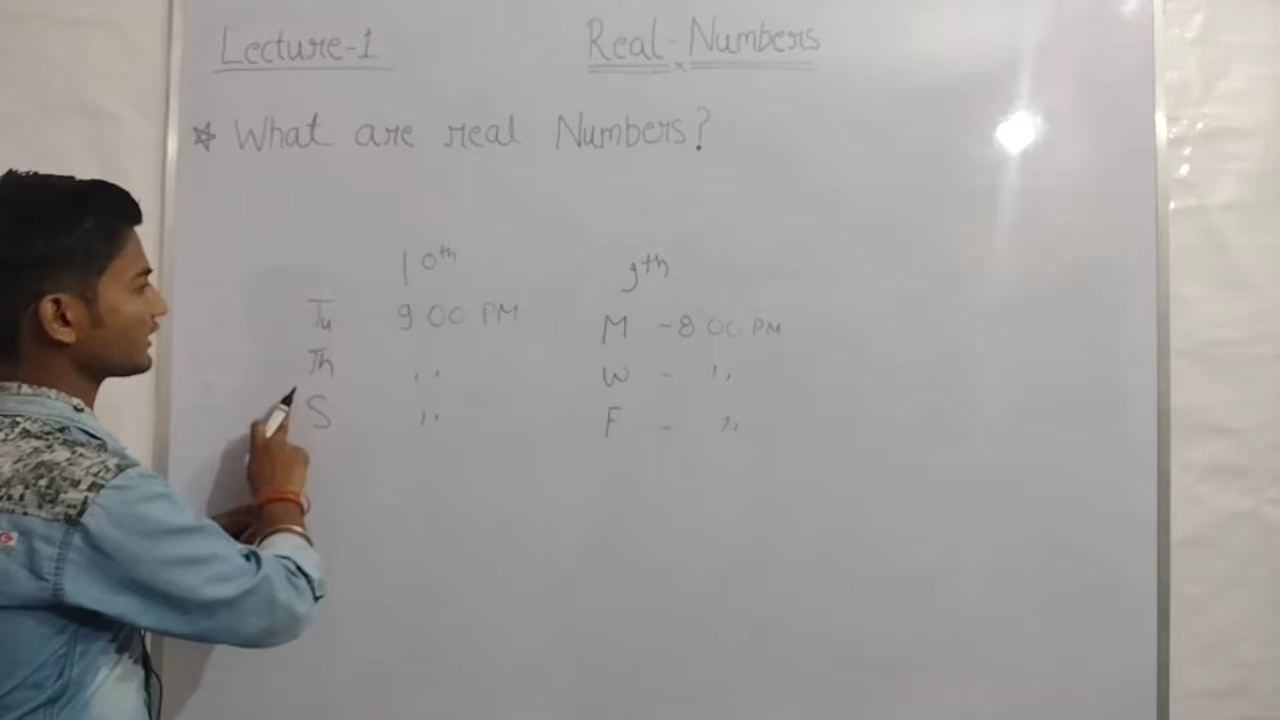 Lecture-1 Real-Numbers
☆ What are real Numbers?
10th 9th
Tu 9 00 PM M - 8 00 PM
Th ,, W - ,,
S ,, F - ,,
G